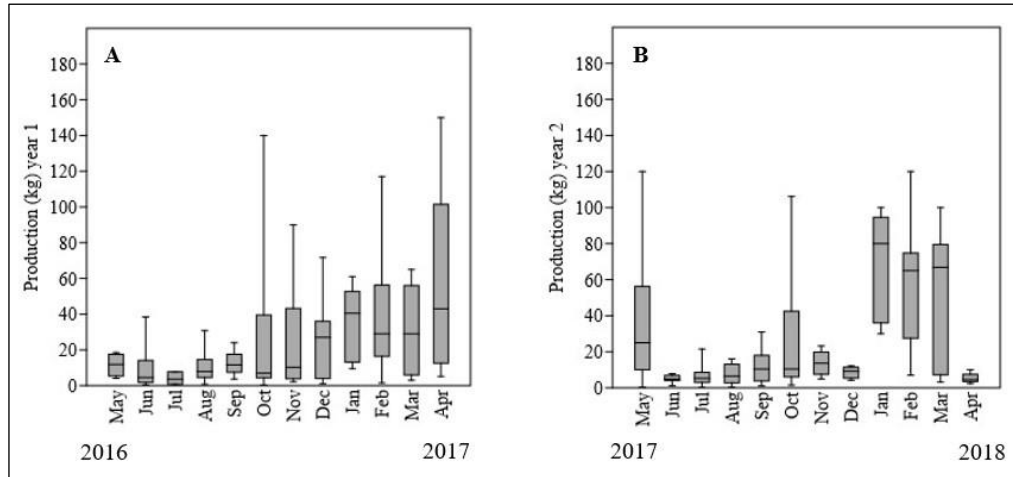 A
Production (kg) year 1
180
160
140
120
100
80
60
40
20
0
May
Jun
Jul
Aug
Sep
Oct
Nov
Dec
Jan
Feb
Mar
Apr
2016
2017
B
Production (kg) year 2
180
160
140
120
100
80
60
40
20
0
May
Jun
Jul
Aug
Sep
Oct
Nov
Dec
Jan
Feb
Mar
Apr
2017
2018